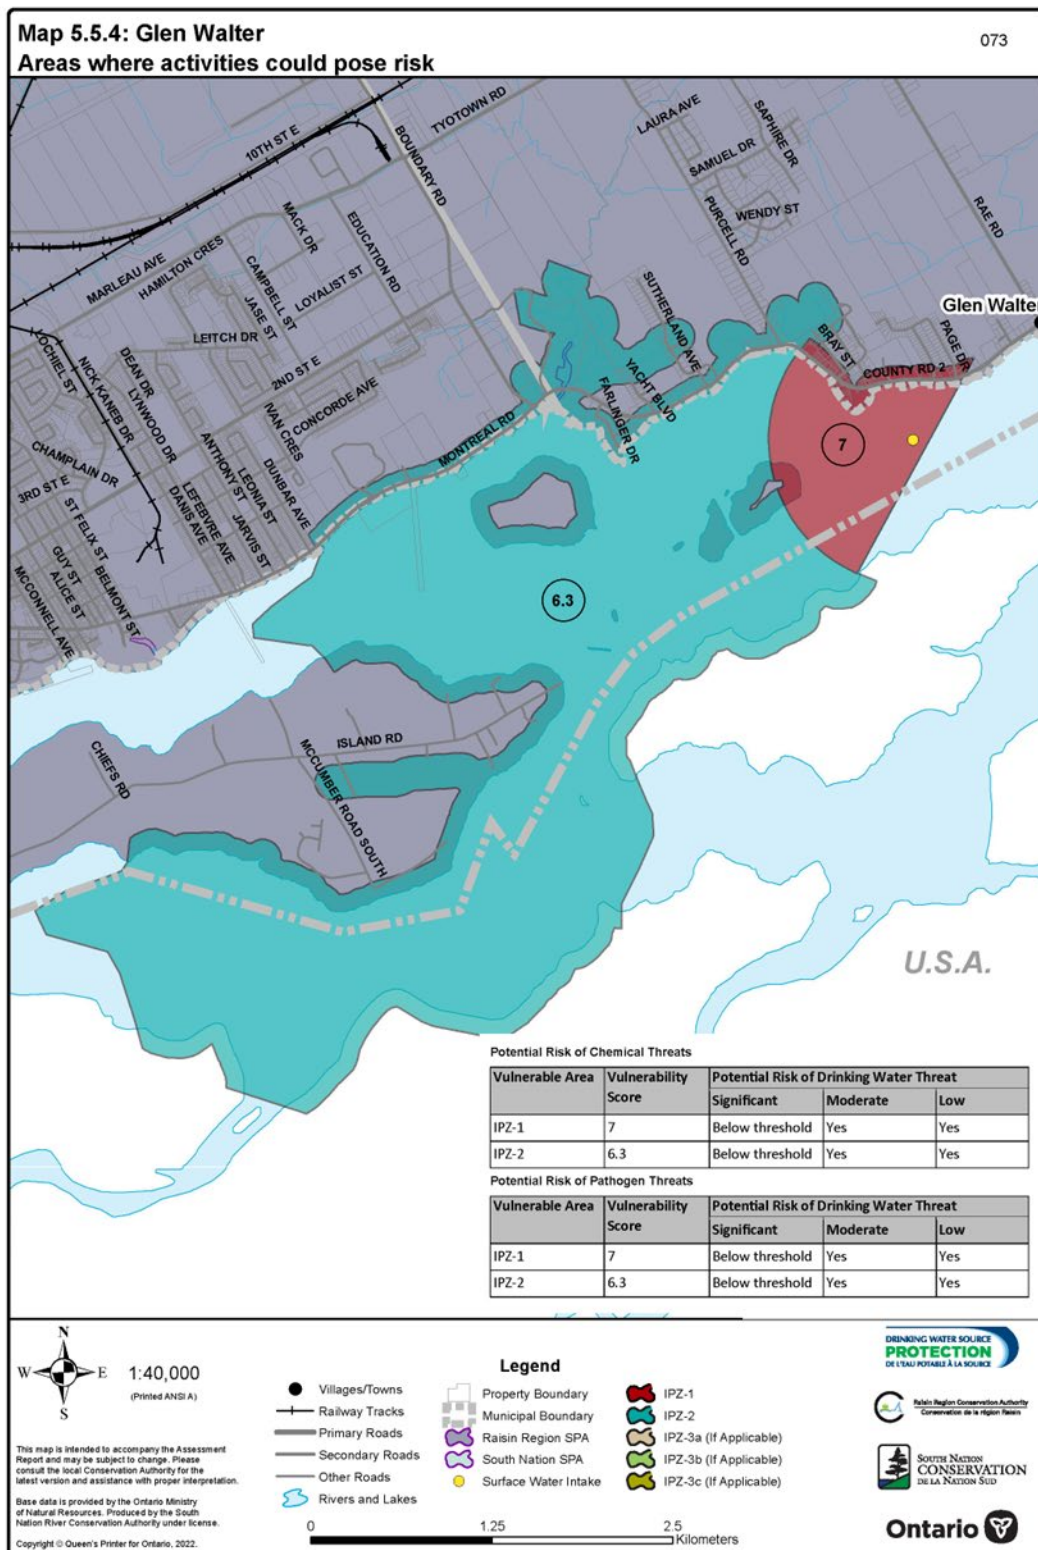 Map 5.5.4: Glen Walter
Areas where activities could pose risk
073
10TH ST E
BOUNDARY RD
TYOTOWN RD
LAURA AVE
SAPHIRE DR
SAMUEL DR
WENDY ST
PURCELL RD
RAE RD
MACK DR
EDUCATION RD
MARLEAU AVE
HAMILTON CRES
CAMPBELL ST
JASE ST
LOYALIST ST
LEITCH DR
SUTHERLAND AVE
Glen Walter
BRAY ST
PAGE DR
COUNTY RD 2
OCHIEL ST
NICK KANEB DR
DEAN DR
LYNWOOD DR
2ND ST E
IVAN CRES
CONCORDE AVE
YACHT BLVD
FARLINGER DR
MONTREAL RD
7
CHAMPLAIN DR
3RD ST E
ANTHONY ST
LEONIA ST
DUNBAR AVE
LEFEBVRE AVE
DANIS AVE
JARVIS ST
ST FELIX ST
GUY ST
ALICE ST
BELMONT ST
MCCONNELL AVE
6.3
CHIEFS RD
ISLAND RD
MCCUMBER ROAD SOUTH
U.S.A.
Potential Risk of Chemical Threats
Vulnerable Area Vulnerability Score Potential Risk of Drinking Water Threat
Significant Moderate Low
IPZ-1 7 Below threshold Yes Yes
IPZ-2 6.3 Below threshold Yes Yes
Potential Risk of Pathogen Threats
Vulnerable Area Vulnerability Score Potential Risk of Drinking Water Threat
Significant Moderate Low
IPZ-1 7 Below threshold Yes Yes
IPZ-2 6.3 Below threshold Yes Yes
N
W E
S
1:40,000
(Printed ANSI A)
This map is intended to accompany the Assessment
Report and may be subject to change. Please
consult the local Conservation Authority for the
latest version and assistance with proper interpretation.
Base data is provided by the Ontario Ministry
of Natural Resources. Produced by the South
Nation River Conservation Authority under license.
Copyright © Queen's Printer for Ontario, 2022.
Legend
Villages/Towns
Railway Tracks
Primary Roads
Secondary Roads
Other Roads
Rivers and Lakes
Property Boundary
Municipal Boundary
Raisin Region SPA
South Nation SPA
Surface Water Intake
IPZ-1
IPZ-2
IPZ-3a (If Applicable)
IPZ-3b (If Applicable)
IPZ-3c (If Applicable)
0 1.25 2.5
Kilometers
DRINKING WATER SOURCE
PROTECTION
DE L'EAU POTABLE À LA SOURCE
Raisin Region Conservation Authority
Conservation de la région Raisin
SOUTH NATION
CONSERVATION
DE LA NATION SUD
Ontario